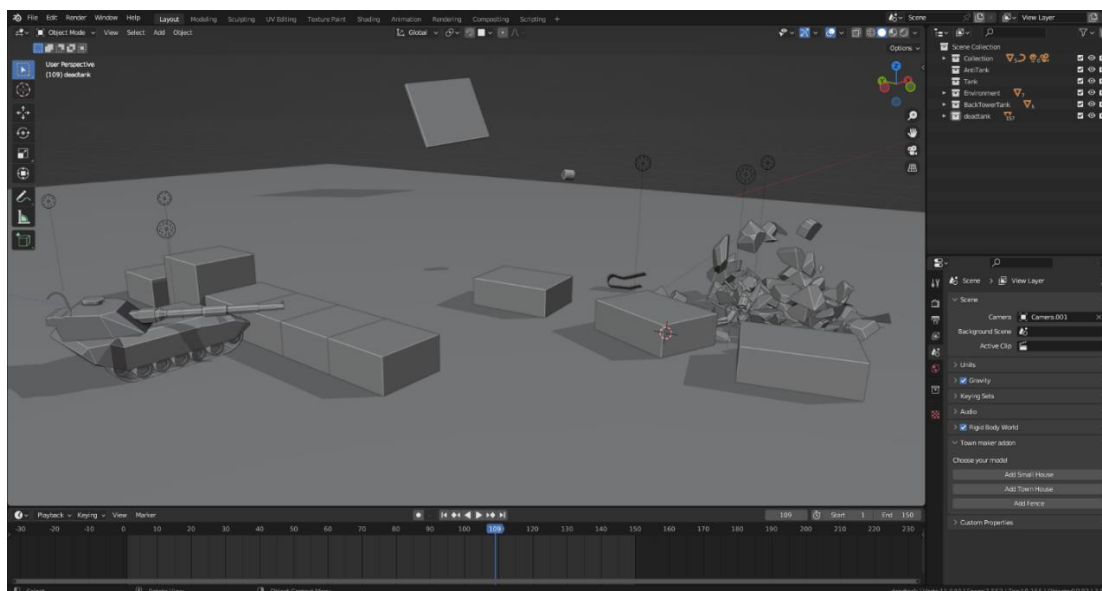 File Edit Render Window Help Layout Modeling Sculpting UV Editing Texture Paint Shading Animation Rendering Compositing Scripting + Scene View Layer
Object Mode View Select Add Object Global
Options
User Perspective
(109) deadtank
Z
Scene Collection
Collection
AntiTank
Tank
Environment
BackTowerTank
deadtank
Scene > View Layer
Scene
Camera Camera.001
Background Scene
Active Clip
Units
Gravity
Keying Sets
Audio
Rigid Body World
Town maker addon
Choose your model
Add Small House
Add Town House
Add Fence
Custom Properties
Playback Keying View Marker 109 Start 1 End 150
-30 -20 -10 0 10 20 30 40 50 60 70 80 90 100 109 120 130 140 150 160 170 180 190 200 210 220 230